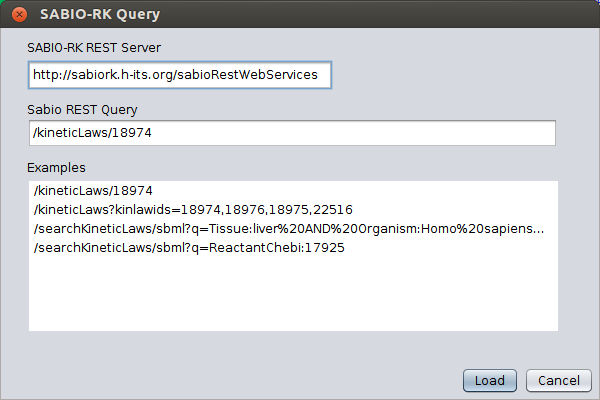 SABIO-RK Query
SABIO-RK REST Server
http://sabiork.h-its.org/sabioRestWebServices
Sabio REST Query
/kineticLaws/18974
Examples
/kineticLaws/18974
/kineticLaws?kinlawids=18974,18976,18975,22516
/searchKineticLaws/sbml?q=Tissue:liver%20AND%20Organism:Homo%20sapiens...
/searchKineticLaws/sbml?q=ReactantChebi:17925
Load Cancel